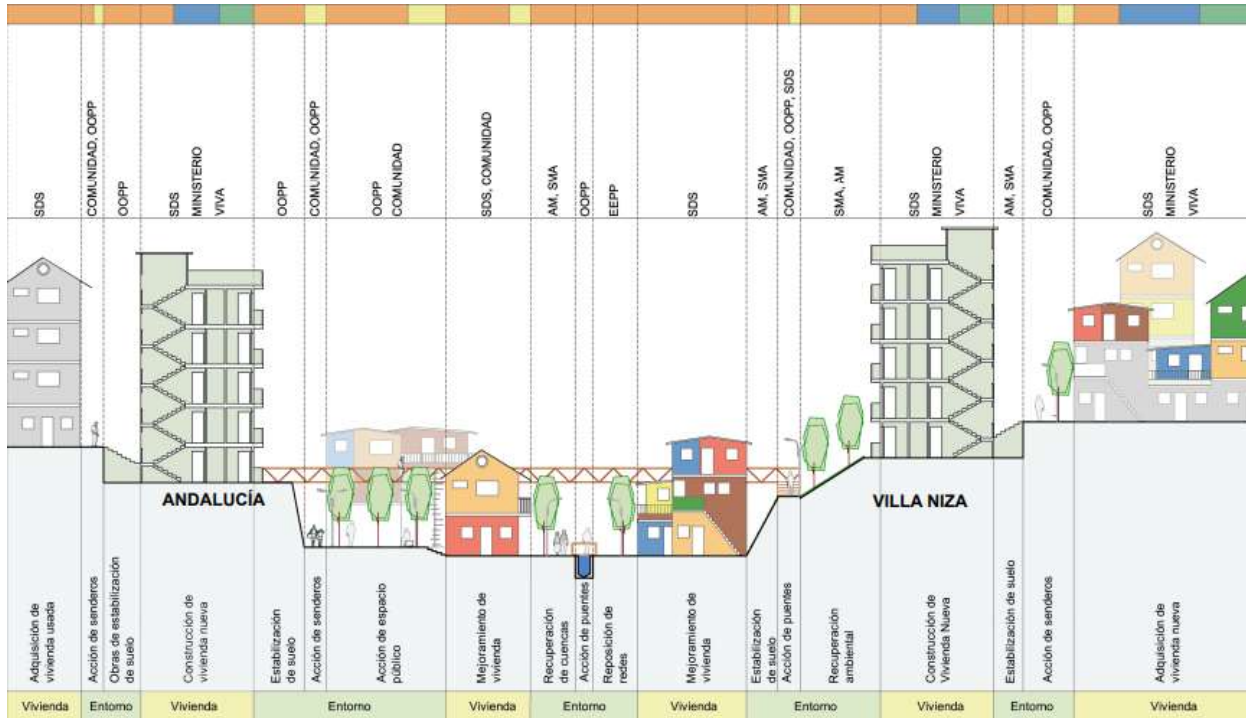 SDS
COMUNIDAD, OOPP
OOPP
SDS
MINISTERIO
VIVA
OOPP
COMUNIDAD, OOPP
OOPP
COMUNIDAD
SDS, COMUNIDAD
AM, SMA
OOPP
EEPP
SDS
AM, SMA
COMUNIDAD, OOPP, SDS
SMA, AM
SDS
MINISTERIO
VIVA
AM, SMA
COMUNIDAD, OOPP
SDS
MINISTERIO
VIVA
ANDALUCÍA
VILLA NIZA
Adquisición de
vivienda usada
Acción de senderos
Obras de estabilización
de suelo
Construcción de
vivienda nueva
Estabilización
de suelo
Acción de senderos
Acción de espacio
público
Mejoramiento de
vivienda
Recuperación
de cuencas
Acción de puentes
Reposición de
redes
Mejoramiento de
vivienda
Estabilización
de suelo
Acción de puentes
Recuperación
ambiental
Construcción de
Vivienda Nueva
Estabilización de suelo
Acción de senderos
Adquisición de
vivienda nueva
Vivienda
Entorno
Vivienda
Entorno
Vivienda
Entorno
Vivienda
Entorno
Vivienda
Entorno
Vivienda